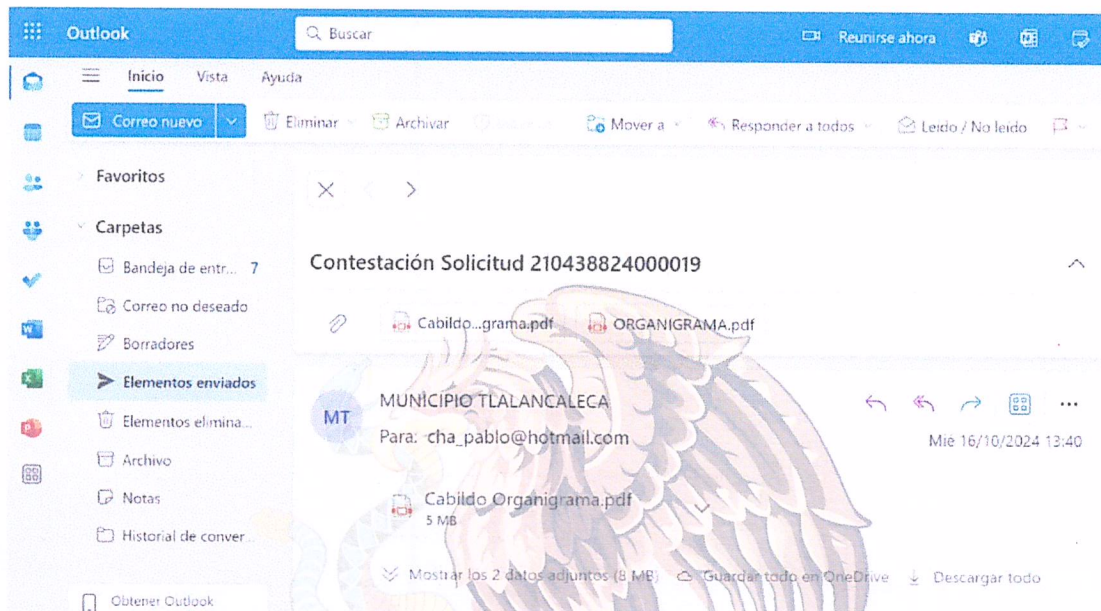 Outlook
Buscar
Reunirse ahora
Inicio Vista Ayuda
Correo nuevo Eliminar Archivar Mover a Responder a todos Leído / No leído
Favoritos
Carpetas
Bandeja de entr... 7
Correo no deseado
Borradores
Elementos enviados
Elementos elimina...
Archivo
Notas
Historial de conver...
Obtener Outlook
Contestación Solicitud 210438824000019
Cabildo...grama.pdf ORGANIGRAMA.pdf
MT
MUNICIPIO TLALANCALECA
Para: cha_pablo@hotmail.com
Mié 16/10/2024 13:40
Cabildo Organigrama.pdf
5 MB
Mostrar los 2 datos adjuntos (8 MB) Guardar todo en OneDrive Descargar todo